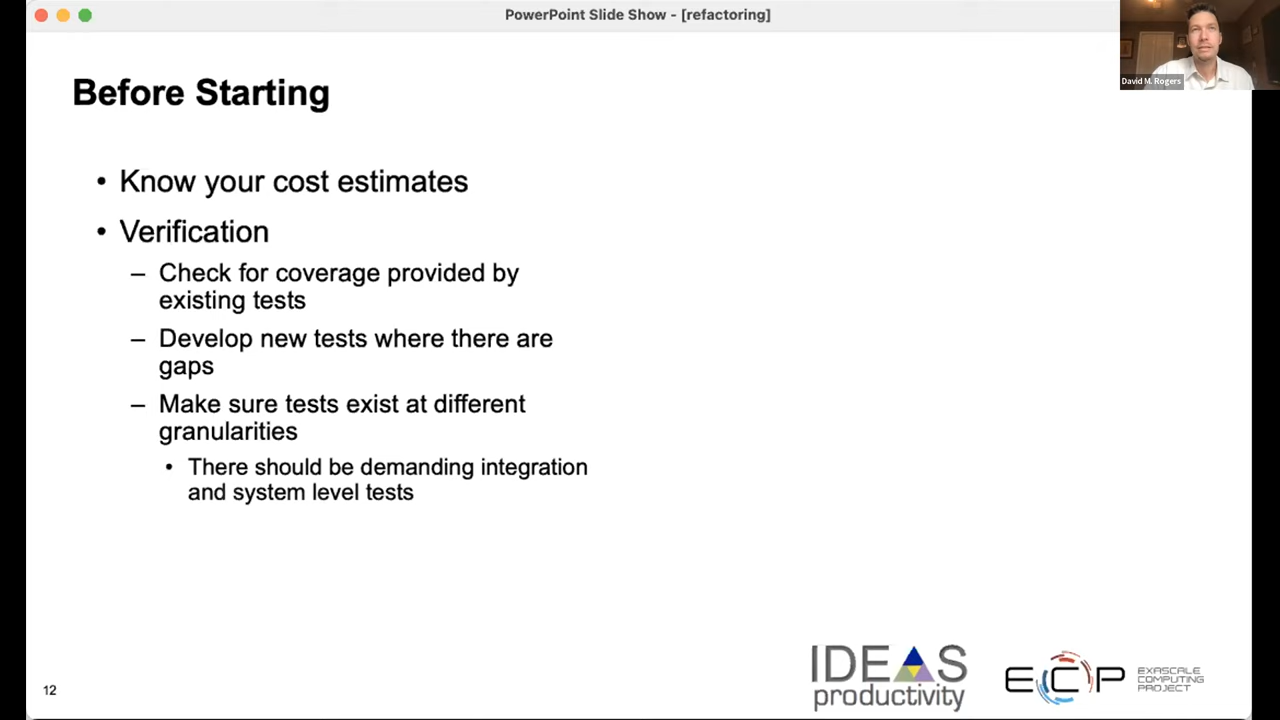 PowerPoint Slide Show - [refactoring]
David M. Rogers
Before Starting
• Know your cost estimates
• Verification
– Check for coverage provided by
existing tests
– Develop new tests where there are
gaps
– Make sure tests exist at different
granularities
• There should be demanding integration
and system level tests
12
IDEAS
productivity
ECP
EXASCALE
COMPUTING
PROJECT